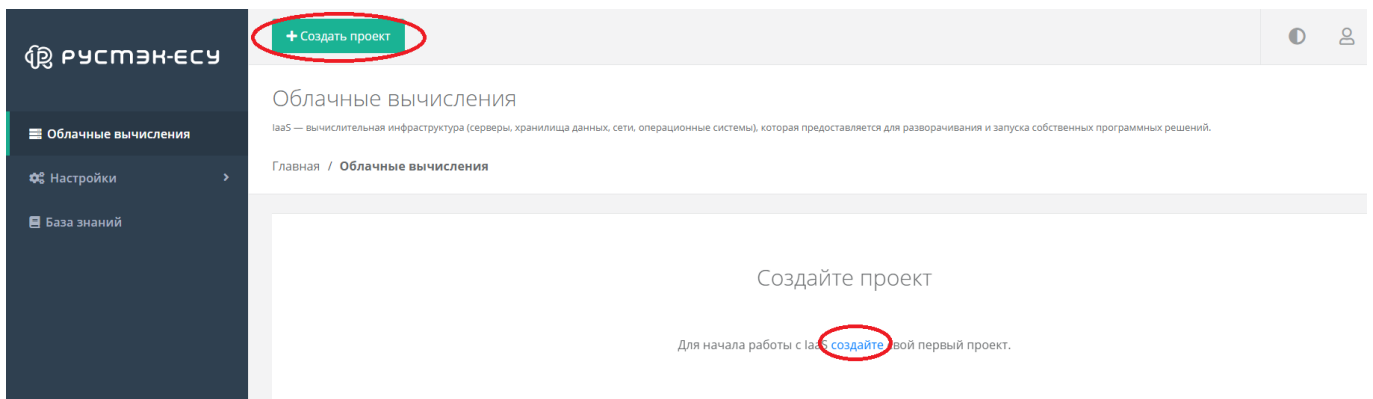 РУСТЭК-ЕСУ
Облачные вычисления
Настройки
База знаний
+ Создать проект
Облачные вычисления
IaaS — вычислительная инфраструктура (серверы, хранилища данных, сети, операционные системы), которая предоставляется для разворачивания и запуска собственных программных решений.
Главная / Облачные вычисления
Создайте проект
Для начала работы с IaaS создайте свой первый проект.